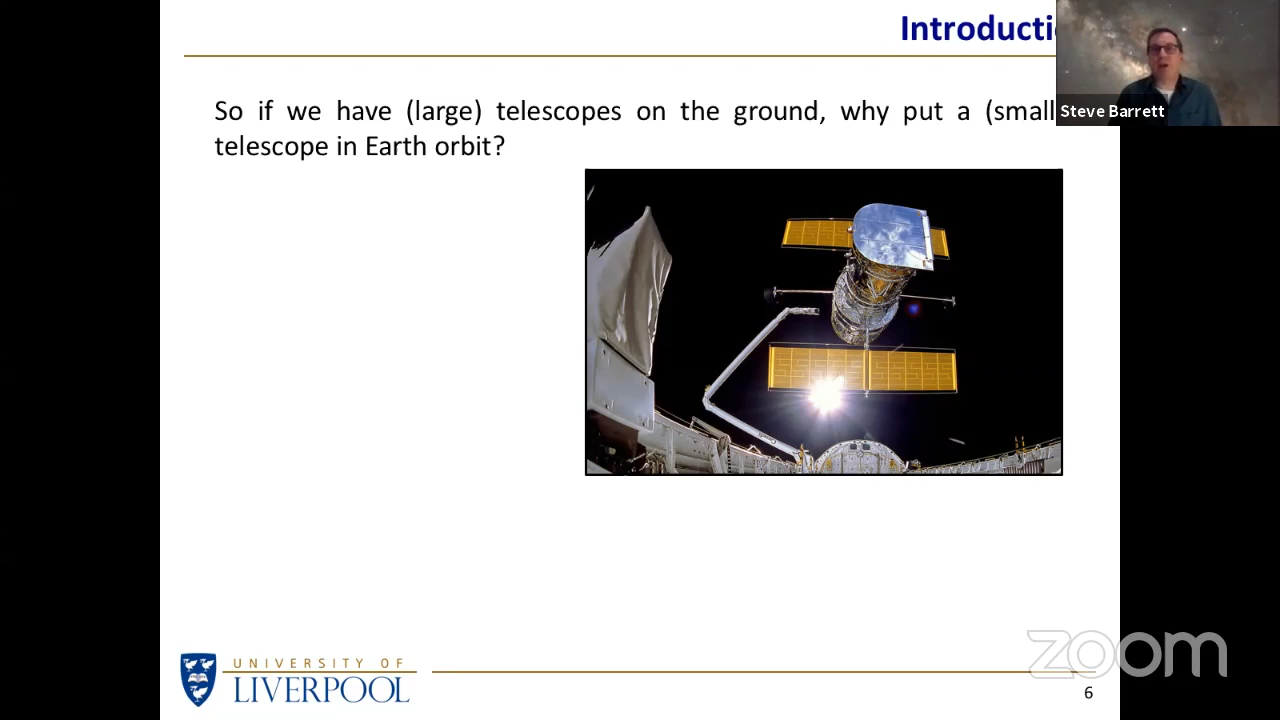 Introducti
Steve Barrett
So if we have (large) telescopes on the ground, why put a (small
telescope in Earth orbit?
UNIVERSITY OF
LIVERPOOL
zoom
6